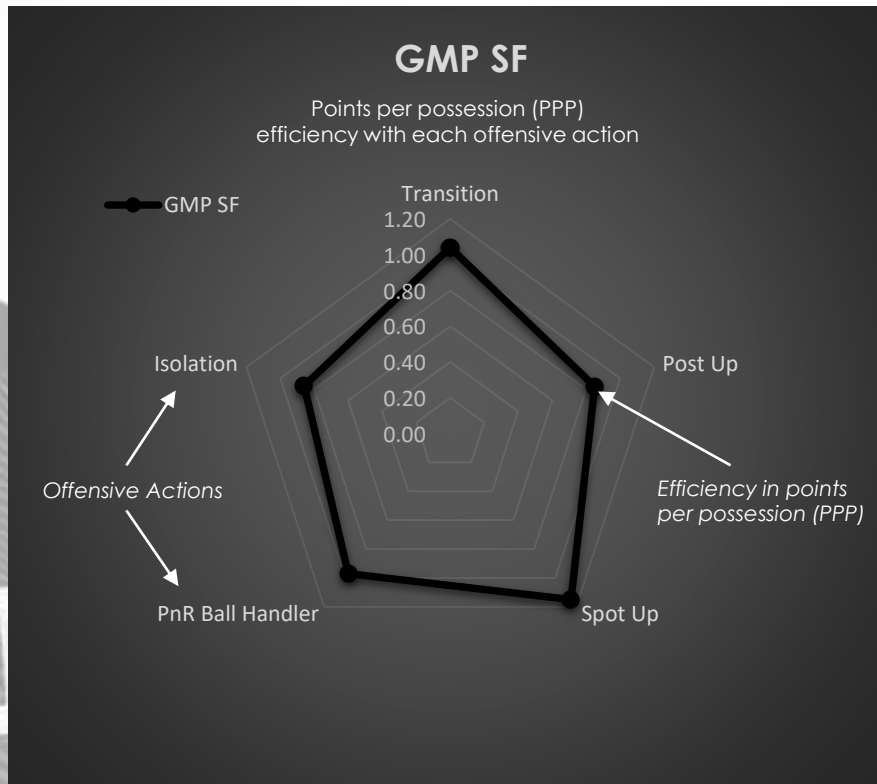 GMP SF
Points per possession (PPP)
efficiency with each offensive action
GMP SF
Transition
1.20
1.00
0.80
0.60
0.40
0.20
0.00
Isolation
Post Up
Offensive Actions
Efficiency in points
per possession (PPP)
PnR Ball Handler
Spot Up